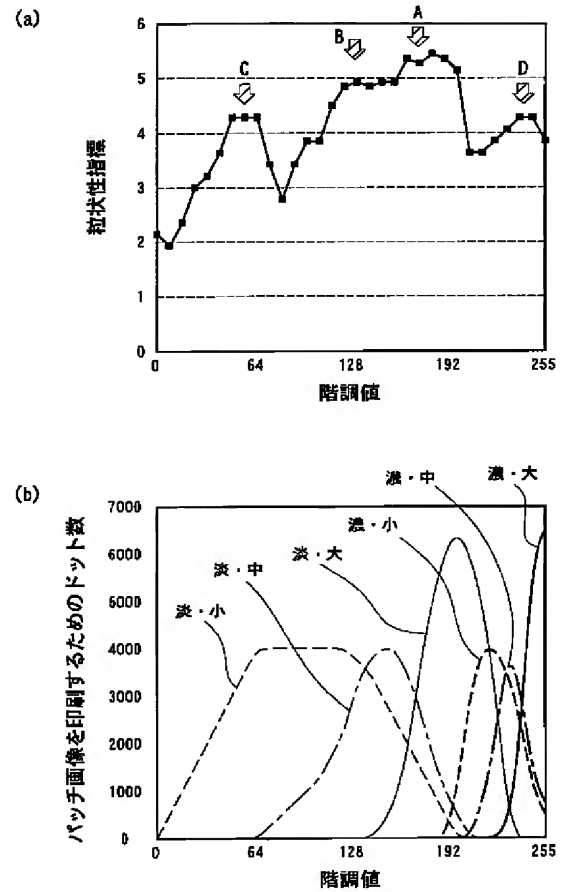 (a)
6
5
4
3
2
1
0
粒状性指標
A
B
C
D
0
64
128
192
255
階調値
(b)
7000
6000
5000
4000
3000
2000
1000
0
パッチ画像を印刷するためのドット数
濃・中
濃・大
濃・小
淡・大
淡・中
淡・小
0
64
128
192
255
階調値